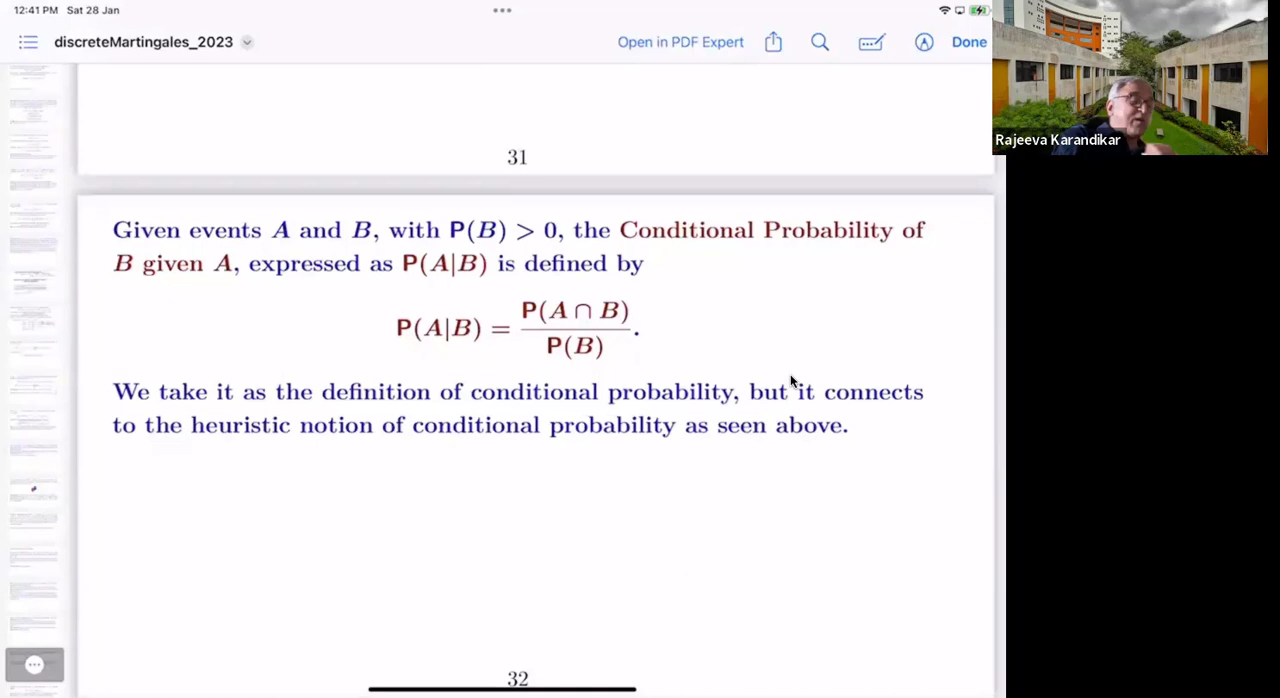 12:41 PM Sat 28 Jan
discreteMartingales_2023
Open in PDF Expert
Done
Rajeeva Karandikar
31
Given events A and B, with P(B) > 0, the Conditional Probability of
B given A, expressed as P(A|B) is defined by
P(A|B) = P(A ∩ B) / P(B).
We take it as the definition of conditional probability, but it connects
to the heuristic notion of conditional probability as seen above.
32